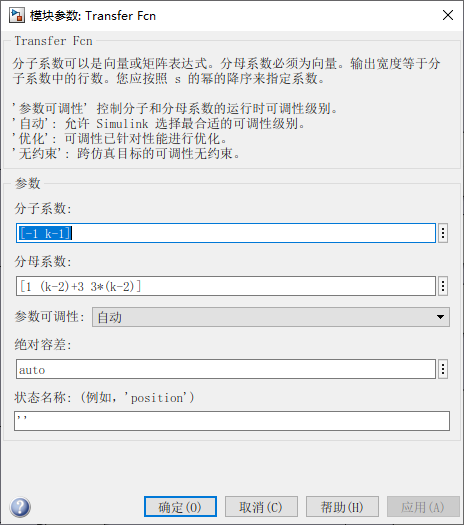 模块参数: Transfer Fcn
Transfer Fcn
分子系数可以是向量或矩阵表达式。分母系数必须为向量。输出宽度等于分
子系数中的行数。您应按照 s 的幂的降序来指定系数。
'参数可调性' 控制分子和分母系数的运行时可调性级别。
'自动': 允许 Simulink 选择最合适的可调性级别。
'优化': 可调性已针对性能进行优化。
'无约束': 跨仿真目标的可调性无约束。
参数
分子系数:
[-1 k-1]
分母系数:
[1 (k-2)+3 3*(k-2)]
参数可调性: 自动
绝对容差:
auto
状态名称: (例如，'position')
''
确定(O) 取消(C) 帮助(H) 应用(A)